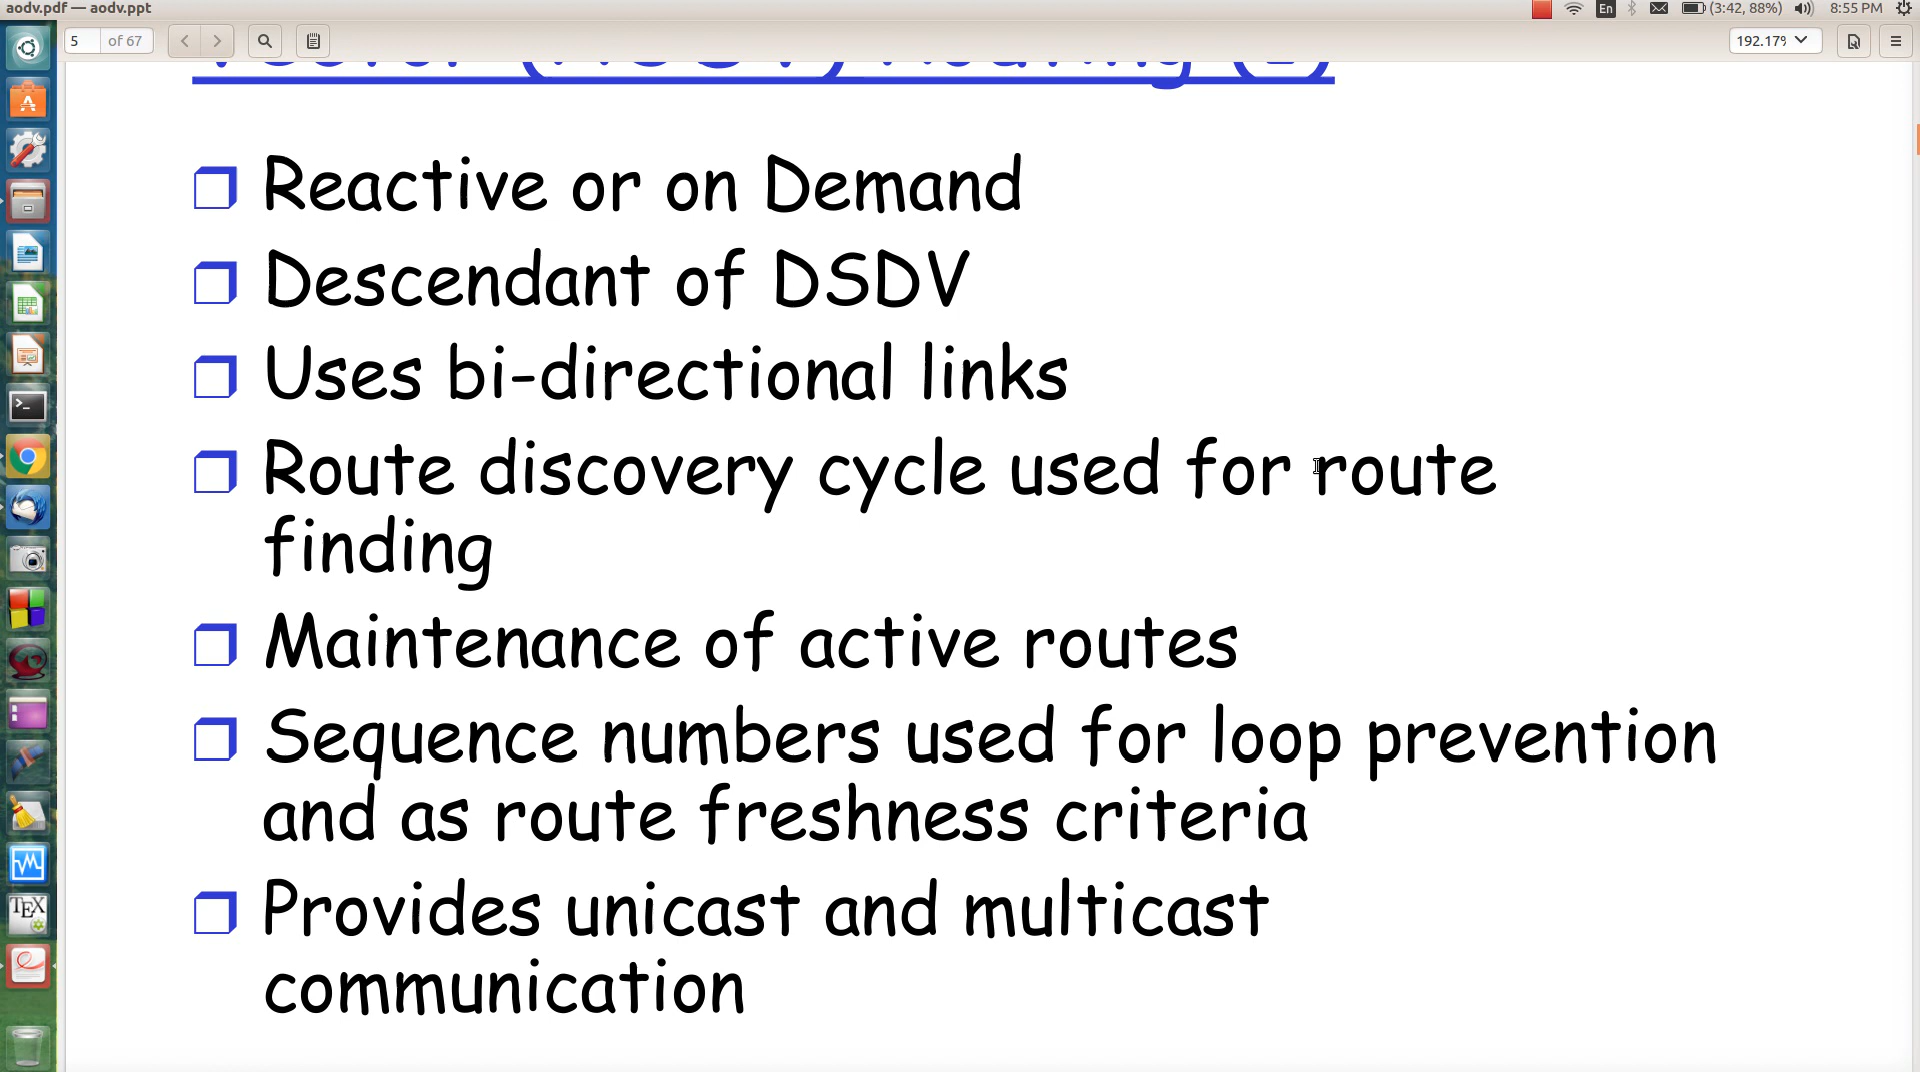 aodv.pdf — aodv.ppt
En
(3:42, 88%)
8:55 PM
5 of 67
192.17%
Reactive or on Demand
Descendant of DSDV
Uses bi-directional links
Route discovery cycle used for route
finding
Maintenance of active routes
Sequence numbers used for loop prevention
and as route freshness criteria
Provides unicast and multicast
communication
TEX